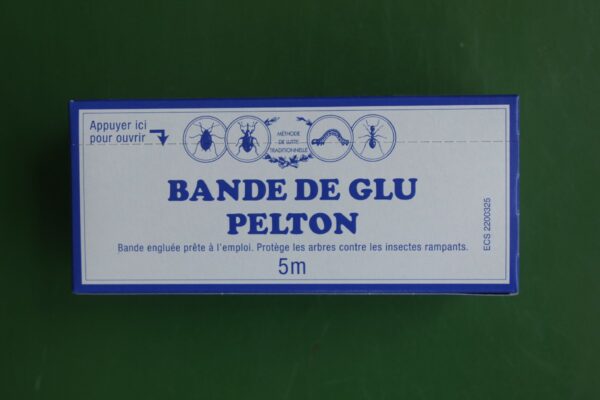 Appuyer ici
pour ouvrir
MÉTHODE
DE LUTTE
TRADITIONNELLE
BANDE DE GLU
PELTON
Bande engluée prête à l'emploi. Protège les arbres contre les insectes rampants.
5m
ECS 2200325